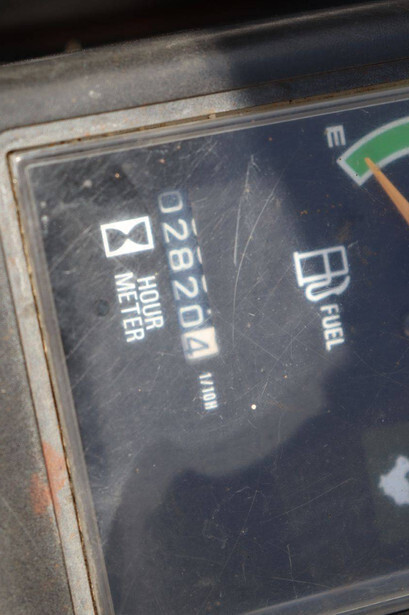 E
028204
HOUR
METER
1/10H
FUEL